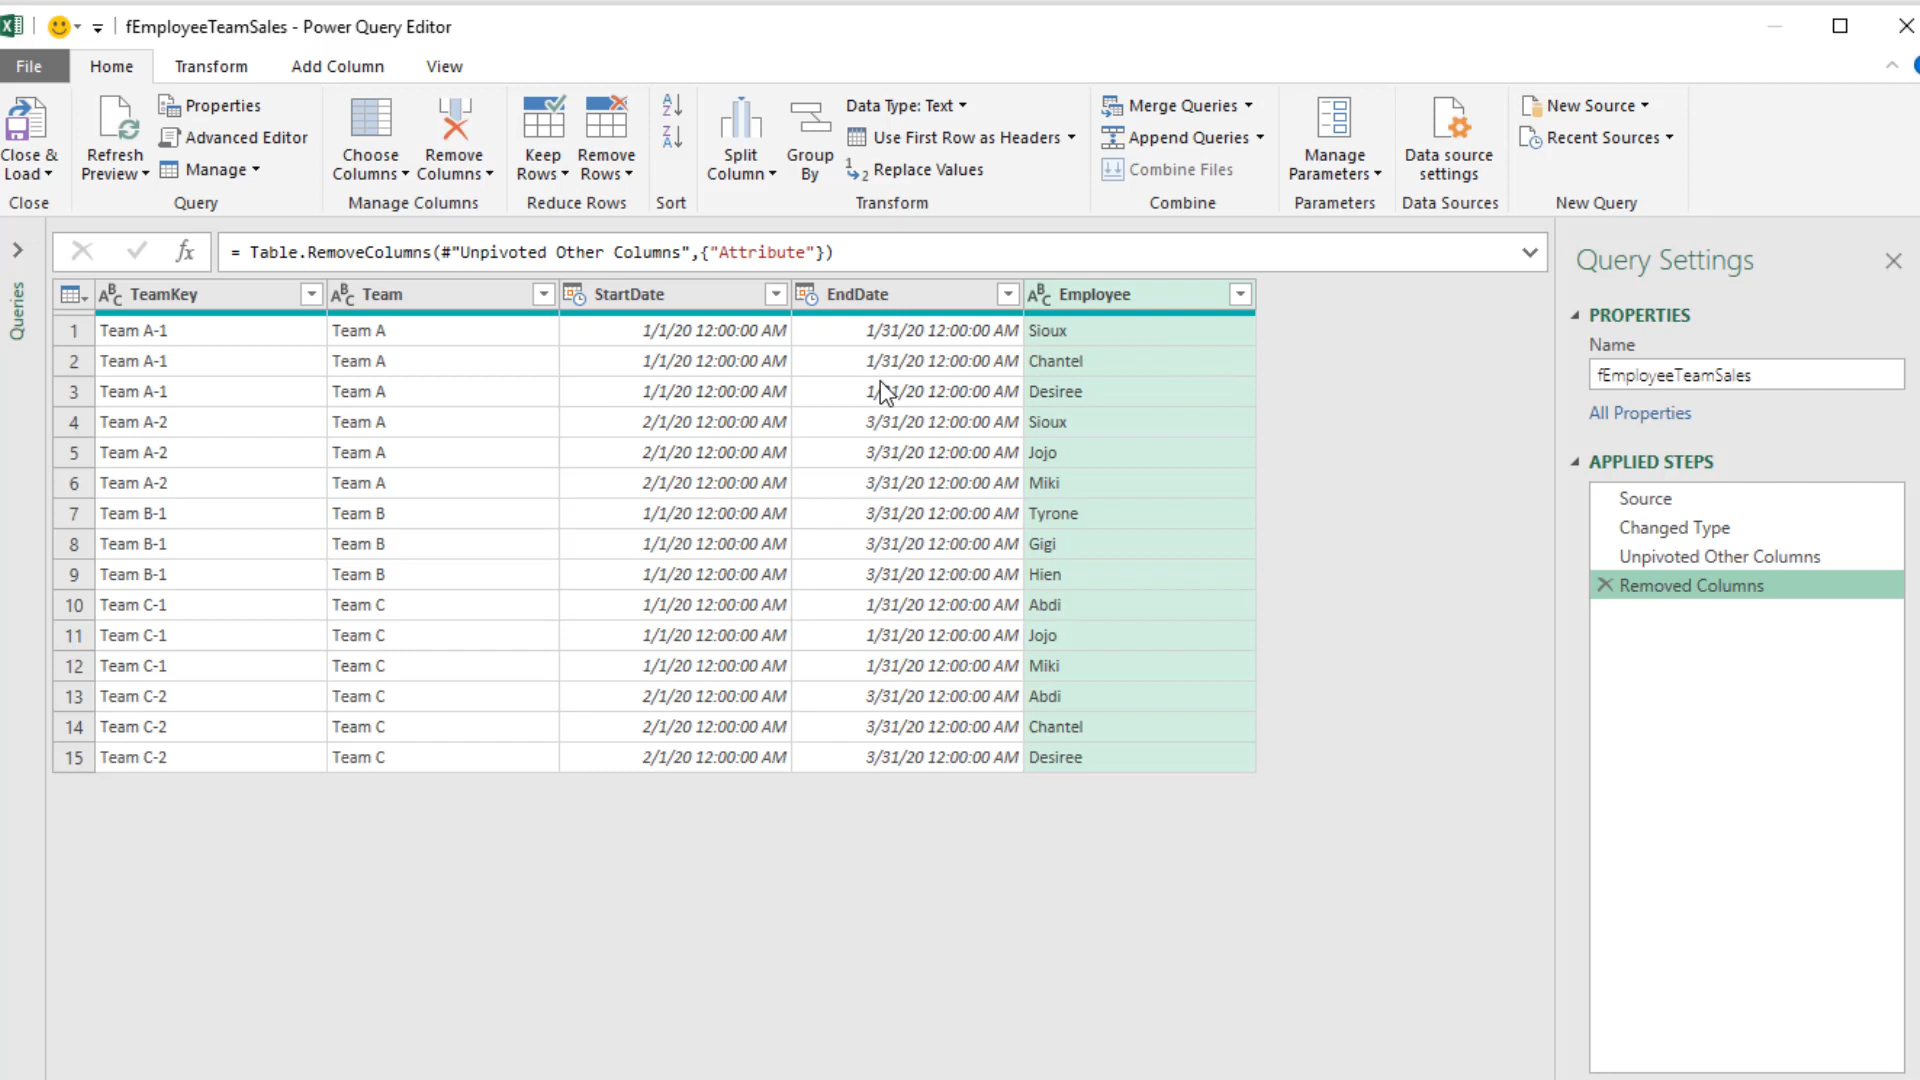 fEmployeeTeamSales - Power Query Editor
File Home Transform Add Column View
Close & Load
Refresh Preview
Properties
Advanced Editor
Manage
Choose Columns
Remove Columns
Keep Rows
Remove Rows
Split Column
Group By
Data Type: Text
Use First Row as Headers
Replace Values
Merge Queries
Append Queries
Combine Files
Manage Parameters
Data source settings
New Source
Recent Sources
Close Query Manage Columns Reduce Rows Sort Transform Combine Parameters Data Sources New Query
= Table.RemoveColumns(#"Unpivoted Other Columns",{"Attribute"})
Queries
TeamKey Team StartDate EndDate Employee
1 Team A-1 Team A 1/1/20 12:00:00 AM 1/31/20 12:00:00 AM Sioux
2 Team A-1 Team A 1/1/20 12:00:00 AM 1/31/20 12:00:00 AM Chantel
3 Team A-1 Team A 1/1/20 12:00:00 AM 1/31/20 12:00:00 AM Desiree
4 Team A-2 Team A 2/1/20 12:00:00 AM 3/31/20 12:00:00 AM Sioux
5 Team A-2 Team A 2/1/20 12:00:00 AM 3/31/20 12:00:00 AM Jojo
6 Team A-2 Team A 2/1/20 12:00:00 AM 3/31/20 12:00:00 AM Miki
7 Team B-1 Team B 1/1/20 12:00:00 AM 3/31/20 12:00:00 AM Tyrone
8 Team B-1 Team B 1/1/20 12:00:00 AM 3/31/20 12:00:00 AM Gigi
9 Team B-1 Team B 1/1/20 12:00:00 AM 3/31/20 12:00:00 AM Hien
10 Team C-1 Team C 1/1/20 12:00:00 AM 1/31/20 12:00:00 AM Abdi
11 Team C-1 Team C 1/1/20 12:00:00 AM 1/31/20 12:00:00 AM Jojo
12 Team C-1 Team C 1/1/20 12:00:00 AM 1/31/20 12:00:00 AM Miki
13 Team C-2 Team C 2/1/20 12:00:00 AM 3/31/20 12:00:00 AM Abdi
14 Team C-2 Team C 2/1/20 12:00:00 AM 3/31/20 12:00:00 AM Chantel
15 Team C-2 Team C 2/1/20 12:00:00 AM 3/31/20 12:00:00 AM Desiree
Query Settings
PROPERTIES
Name
fEmployeeTeamSales
All Properties
APPLIED STEPS
Source
Changed Type
Unpivoted Other Columns
Removed Columns